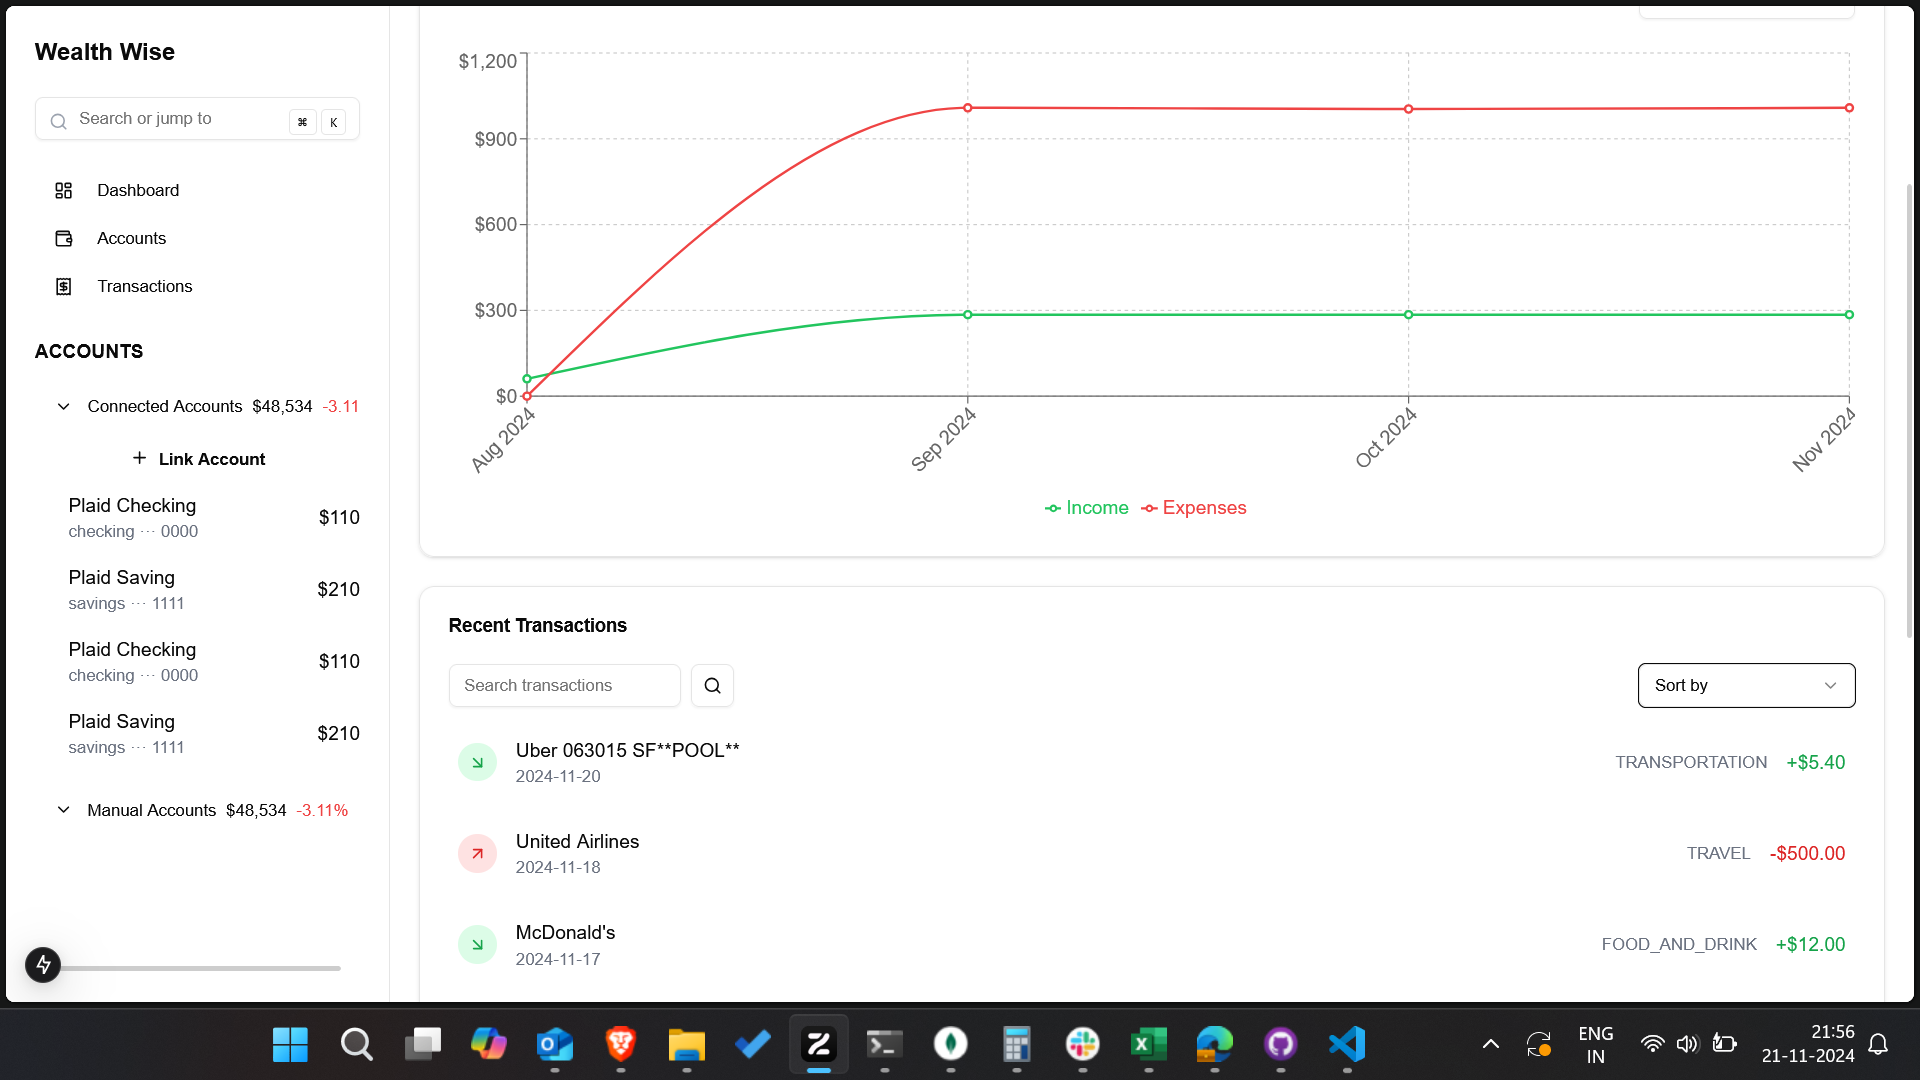 Wealth Wise
Search or jump to ⌘ K
Dashboard
Accounts
Transactions
ACCOUNTS
Connected Accounts $48,534 -3.11
+ Link Account
Plaid Checking
checking ··· 0000
$110
Plaid Saving
savings ··· 1111
$210
Plaid Checking
checking ··· 0000
$110
Plaid Saving
savings ··· 1111
$210
Manual Accounts $48,534 -3.11%
$1,200
$900
$600
$300
$0
Aug 2024
Sep 2024
Oct 2024
Nov 2024
Income Expenses
Recent Transactions
Search transactions
Sort by
Uber 063015 SF**POOL**
2024-11-20
TRANSPORTATION +$5.40
United Airlines
2024-11-18
TRAVEL -$500.00
McDonald's
2024-11-17
FOOD_AND_DRINK +$12.00
ENG
IN
21:56
21-11-2024